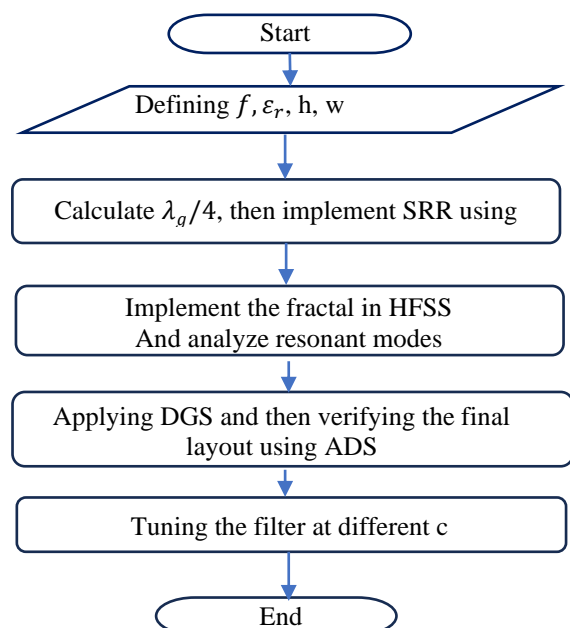 Start
Defining 𝑓, 𝜀ᵣ, h, w
Calculate 𝜆g/4, then implement SRR using
Implement the fractal in HFSS
And analyze resonant modes
Applying DGS and then verifying the final
layout using ADS
Tuning the filter at different c
End